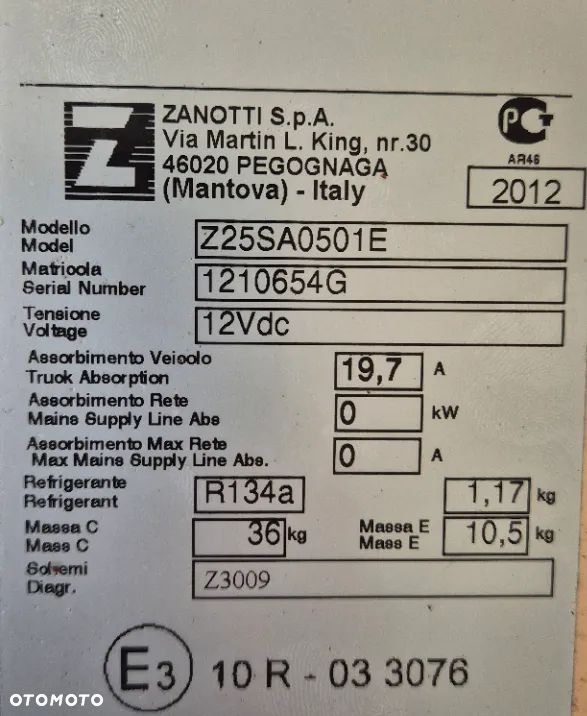 ZANOTTI S.p.A.
Via Martin L. King, nr.30
46020 PEGOGNAGA
(Mantova) - Italy
Z
PCT
AR46
2012
Modello
Model
Z25SA0501E
Matricola
Serial Number
1210654G
Tensione
Voltage
12Vdc
Assorbimento Veicolo
Truck Absorption
19,7 A
Assorbimento Rete
Mains Supply Line Abs
0 kW
Assorbimento Max Rete
Max Mains Supply Line Abs.
0 A
Refrigerante
Refrigerant
R134a 1,17 kg
Massa C
Mass C
36 kg
Massa E
Mass E
10,5 kg
Schemi
Diagr.
Z3009
E3 10 R - 03 3076
OTOMOTO